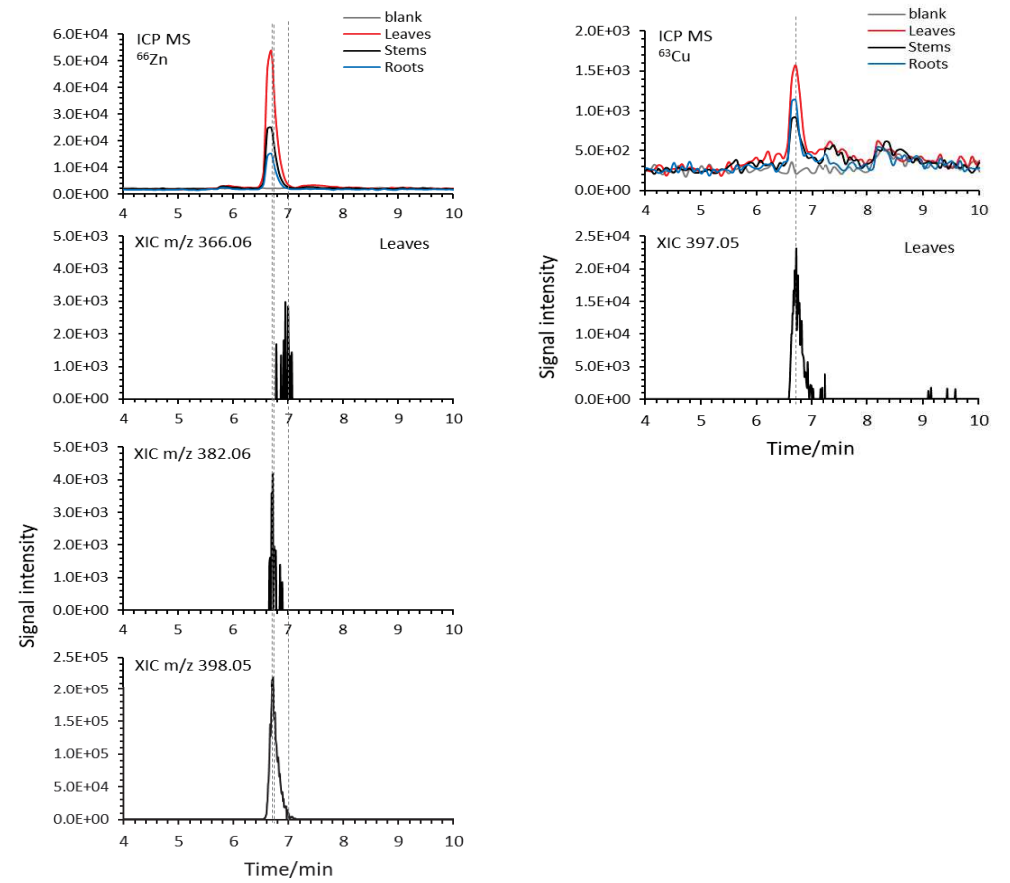 blank
Leaves
Stems
Roots
ICP MS
⁶⁶Zn
6.0E+04
5.0E+04
4.0E+04
3.0E+04
2.0E+04
1.0E+04
0.0E+00
4 5 6 7 8 9 10
XIC m/z 366.06
Leaves
5.0E+03
4.0E+03
3.0E+03
2.0E+03
1.0E+03
0.0E+00
4 5 6 7 8 9 10
XIC m/z 382.06
5.0E+03
4.0E+03
3.0E+03
2.0E+03
1.0E+03
0.0E+00
4 5 6 7 8 9 10
Signal intensity
XIC m/z 398.05
2.5E+05
2.0E+05
1.5E+05
1.0E+05
5.0E+04
0.0E+00
4 5 6 7 8 9 10
Time/min
blank
Leaves
Stems
Roots
ICP MS
⁶³Cu
2.0E+03
1.5E+03
1.0E+03
5.0E+02
0.0E+00
4 5 6 7 8 9 10
XIC 397.05
Leaves
2.5E+04
2.0E+04
1.5E+04
1.0E+04
5.0E+03
0.0E+00
4 5 6 7 8 9 10
Signal intensity
Time/min